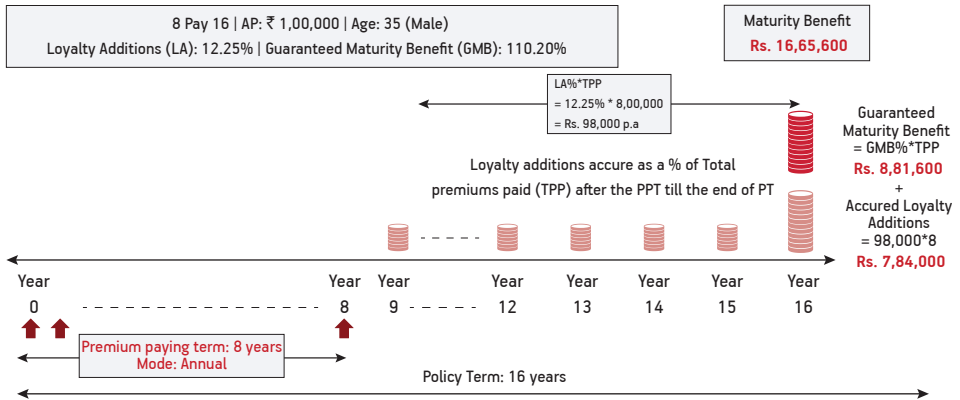 8 Pay 16 | AP: ₹ 1,00,000 | Age: 35 (Male)
Loyalty Additions (LA): 12.25% | Guaranteed Maturity Benefit (GMB): 110.20%
Maturity Benefit
Rs. 16,65,600
LA%*TPP
= 12.25% * 8,00,000
= Rs. 98,000 p.a
Loyalty additions accure as a % of Total
premiums paid (TPP) after the PPT till the end of PT
Guaranteed
Maturity Benefit
= GMB%*TPP
Rs. 8,81,600
+
Accured Loyalty
Additions
= 98,000*8
Rs. 7,84,000
Year Year Year Year Year Year Year Year
0 8 9 12 13 14 15 16
Premium paying term: 8 years
Mode: Annual
Policy Term: 16 years